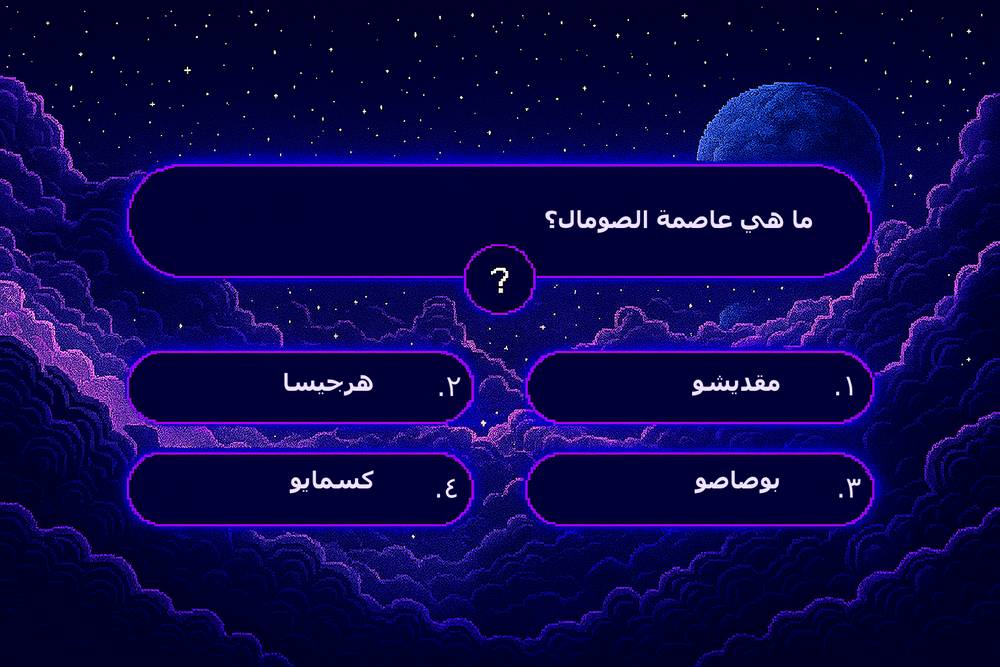 ما هي عاصمة الصومال؟
?
١. مقديشو
٢. هرجيسا
٣. بوصاصو
٤. كسمايو